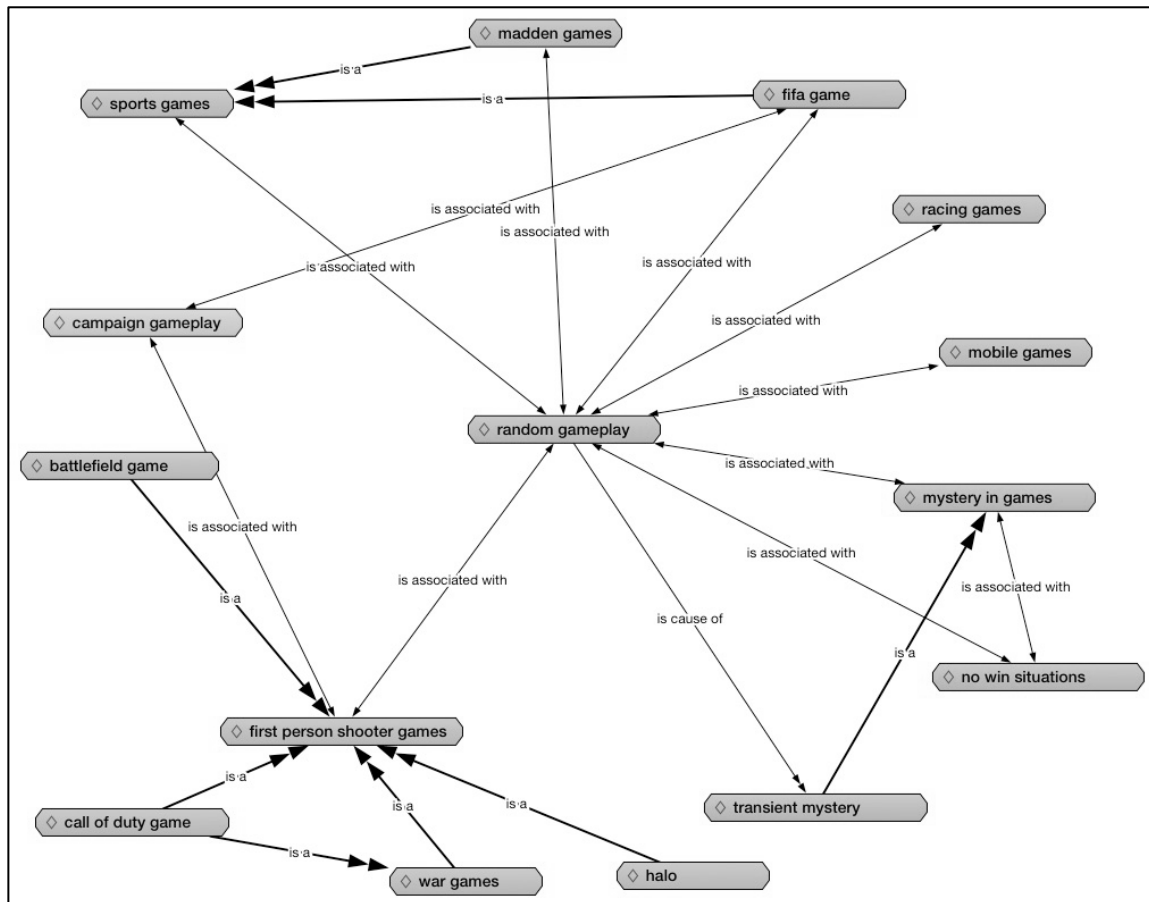 madden games
is a
sports games
is a
fifa game
racing games
is associated with
is associated with
is associated with
is associated with
campaign gameplay
is associated with
mobile games
is associated with
random gameplay
battlefield game
is associated with
mystery in games
is associated with
is associated with
is associated with
is associated with
is a
is cause of
is a
no win situations
first person shooter games
is a
is a
is a
transient mystery
call of duty game
is a
war games
halo